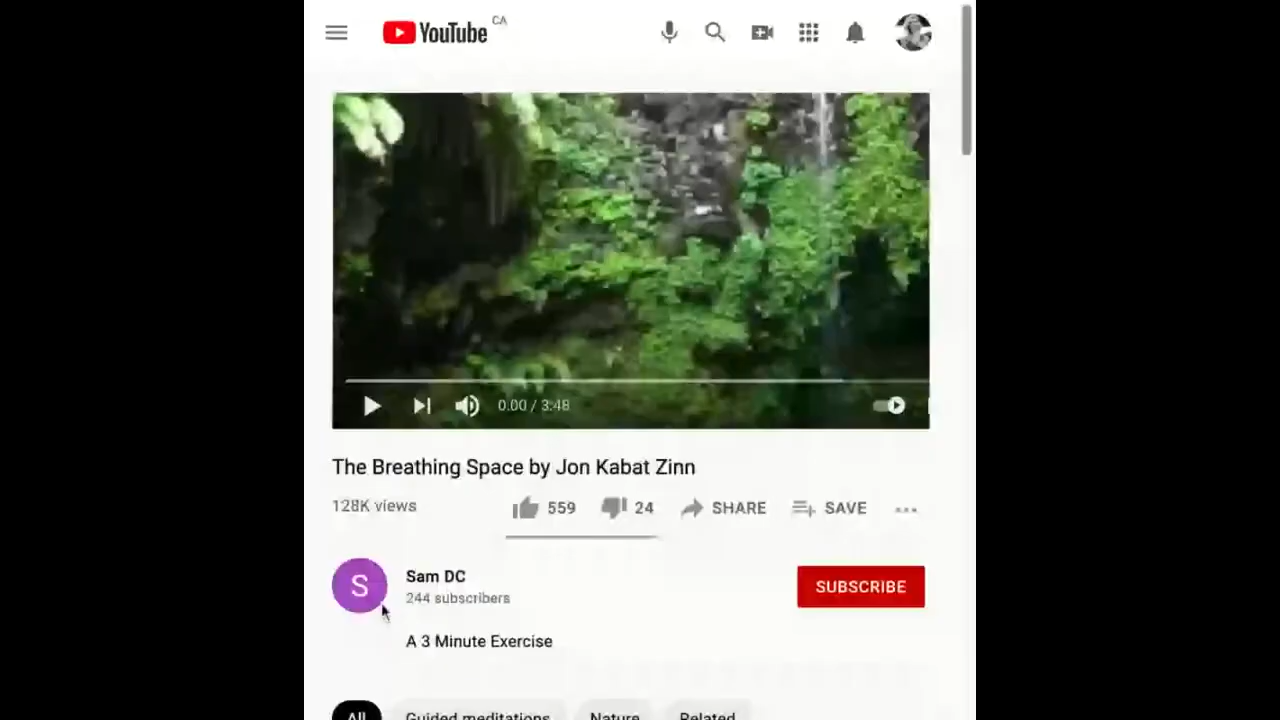 YouTube CA
0:00 / 3:48
The Breathing Space by Jon Kabat Zinn
128K views 559 24 SHARE SAVE
S
Sam DC
244 subscribers
SUBSCRIBE
A 3 Minute Exercise
All Guided meditations Nature Related